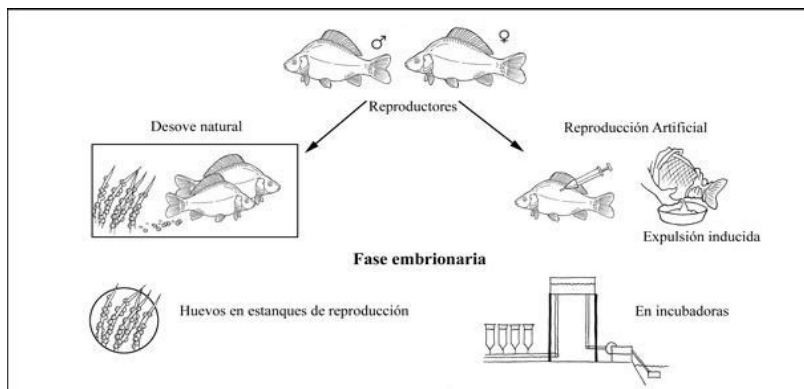 ♂
♀
Reproductores
Desove natural
Reproducción Artificial
Expulsión inducida
Fase embrionaria
Huevos en estanques de reproducción
En incubadoras